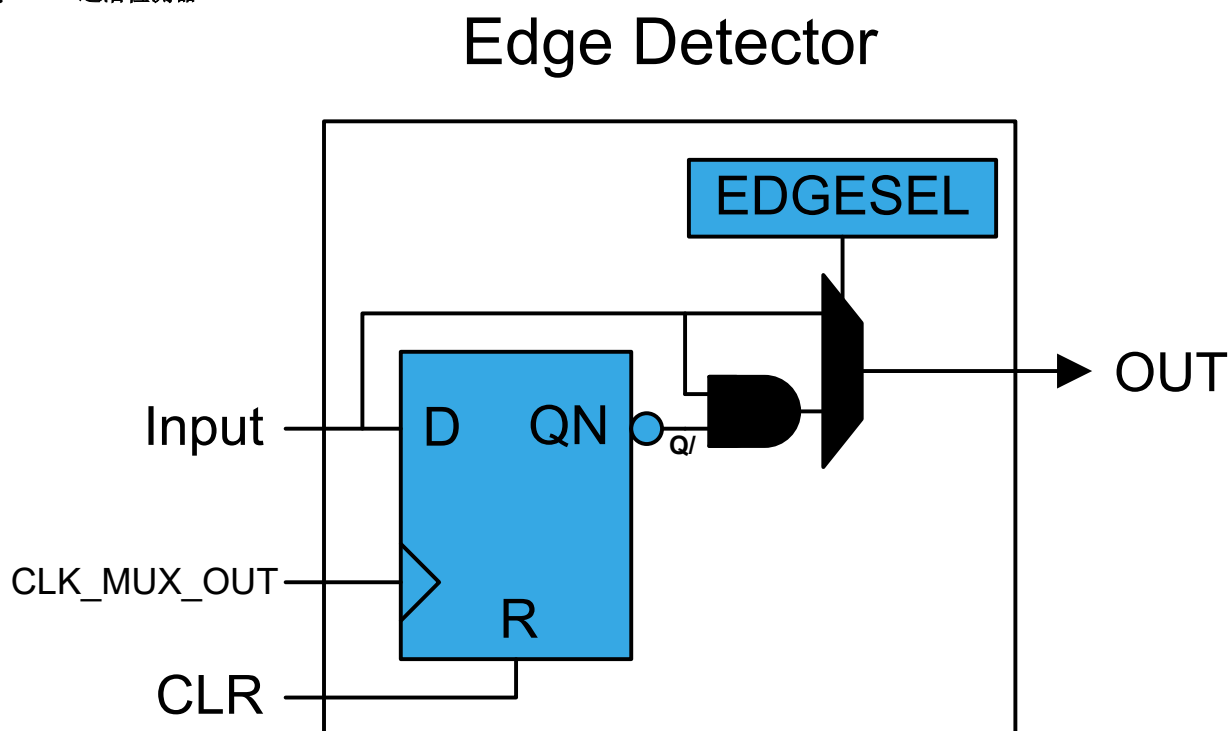 Edge Detector
EDGESEL
OUT
Input
D
QN
Q/
CLK_MUX_OUT
R
CLR